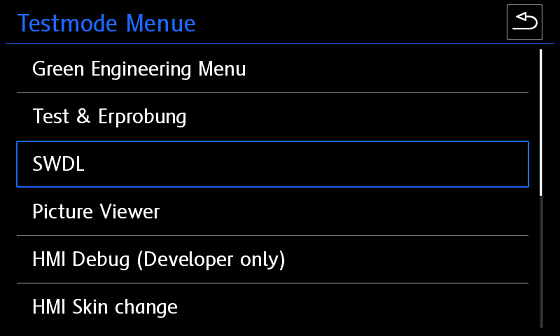 Testmode Menue
Green Engineering Menu
Test & Erprobung
SWDL
Picture Viewer
HMI Debug (Developer only)
HMI Skin change